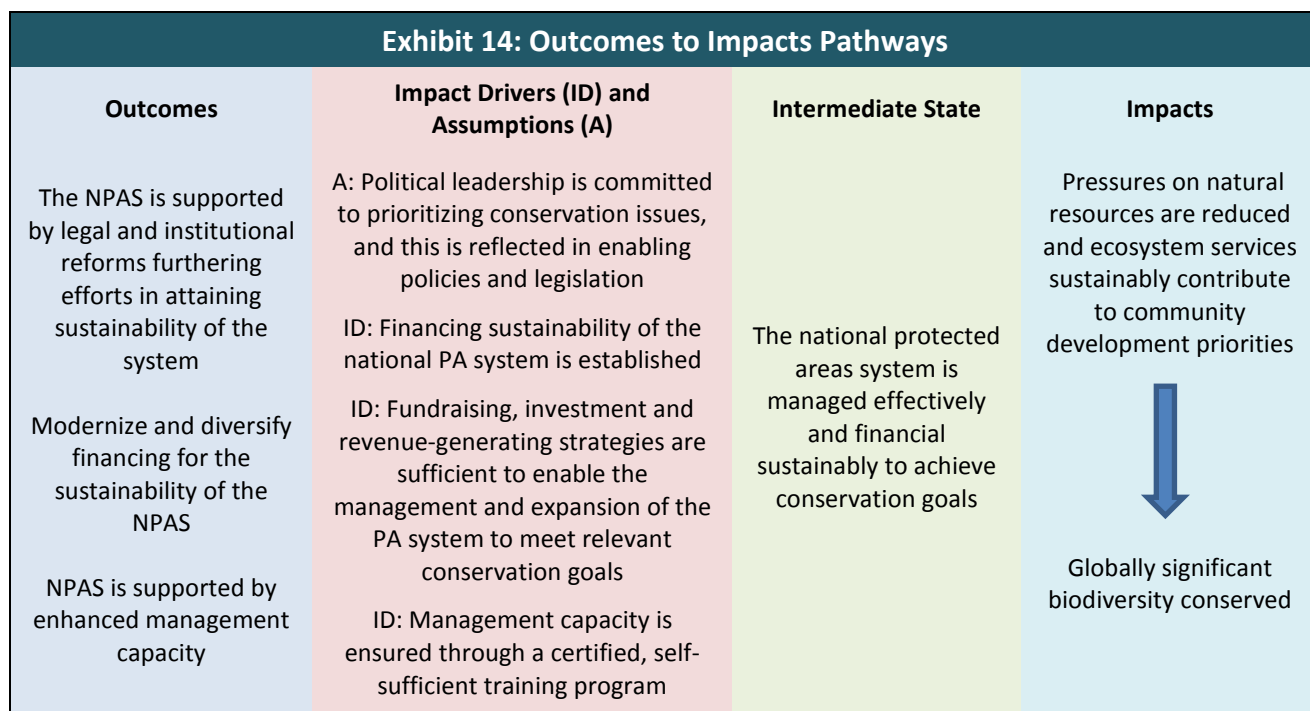 Exhibit 14: Outcomes to Impacts Pathways
Outcomes
The NPAS is supported
by legal and institutional
reforms furthering
efforts in attaining
sustainability of the
system
Modernize and diversify
financing for the
sustainability of the
NPAS
NPAS is supported by
enhanced management
capacity
Impact Drivers (ID) and
Assumptions (A)
A: Political leadership is committed
to prioritizing conservation issues,
and this is reflected in enabling
policies and legislation
ID: Financing sustainability of the
national PA system is established
ID: Fundraising, investment and
revenue-generating strategies are
sufficient to enable the
management and expansion of the
PA system to meet relevant
conservation goals
ID: Management capacity is
ensured through a certified, self-
sufficient training program
Intermediate State
The national protected
areas system is
managed effectively
and financial
sustainably to achieve
conservation goals
Impacts
Pressures on natural
resources are reduced
and ecosystem services
sustainably contribute
to community
development priorities
Globally significant
biodiversity conserved